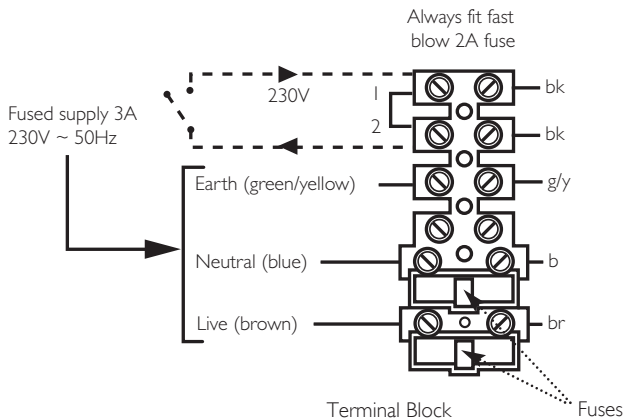 Always fit fast
blow 2A fuse
230V
1
2
bk
bk
Fused supply 3A
230V ~ 50Hz
Earth (green/yellow)
g/y
Neutral (blue)
b
Live (brown)
br
Terminal Block
Fuses